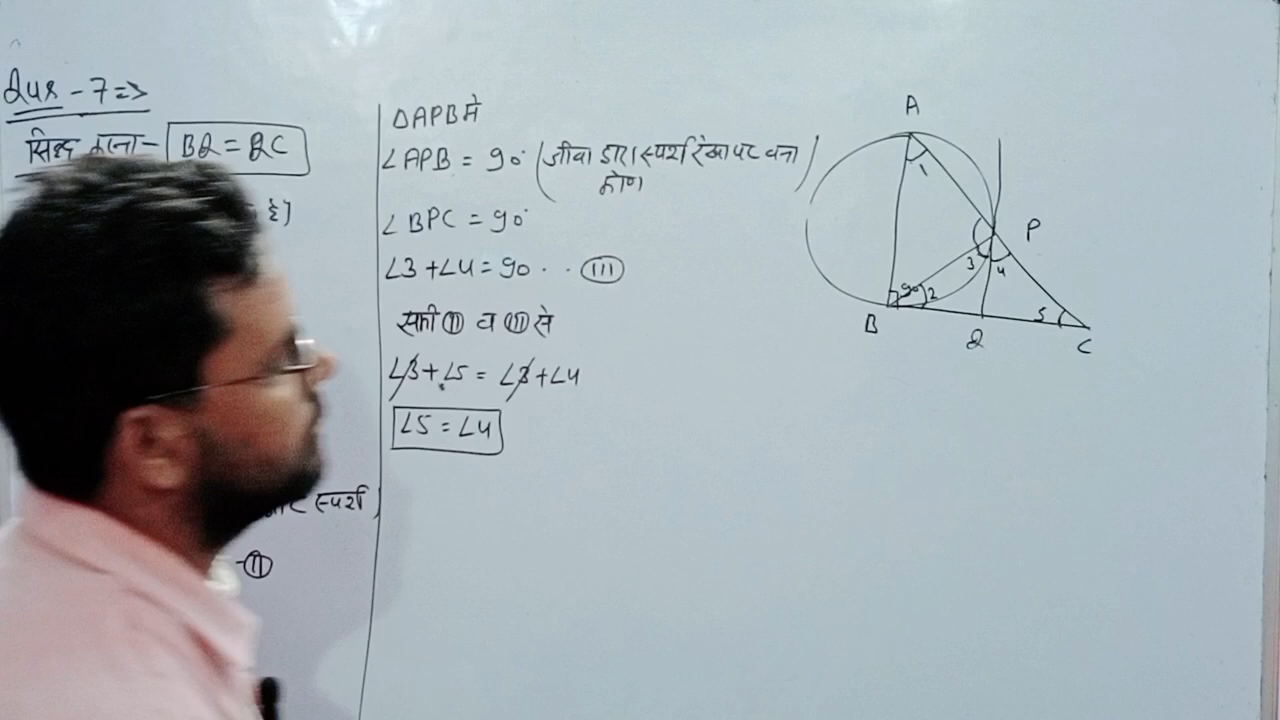 Qus - 7 =>
सिद्ध करना - BQ = QC
है)
स्पर्श
- II
ΔAPB में
∠APB = 90° (जीवा द्वारा स्पर्श रेखा पर बना कोण)
∠BPC = 90°
∠3 + ∠4 = 90 . . (III)
समी (II) व (III) से
∠3 + ∠5 = ∠3 + ∠4
∠5 = ∠4
A
1
P
3
4
90
2
5
B
Q
C